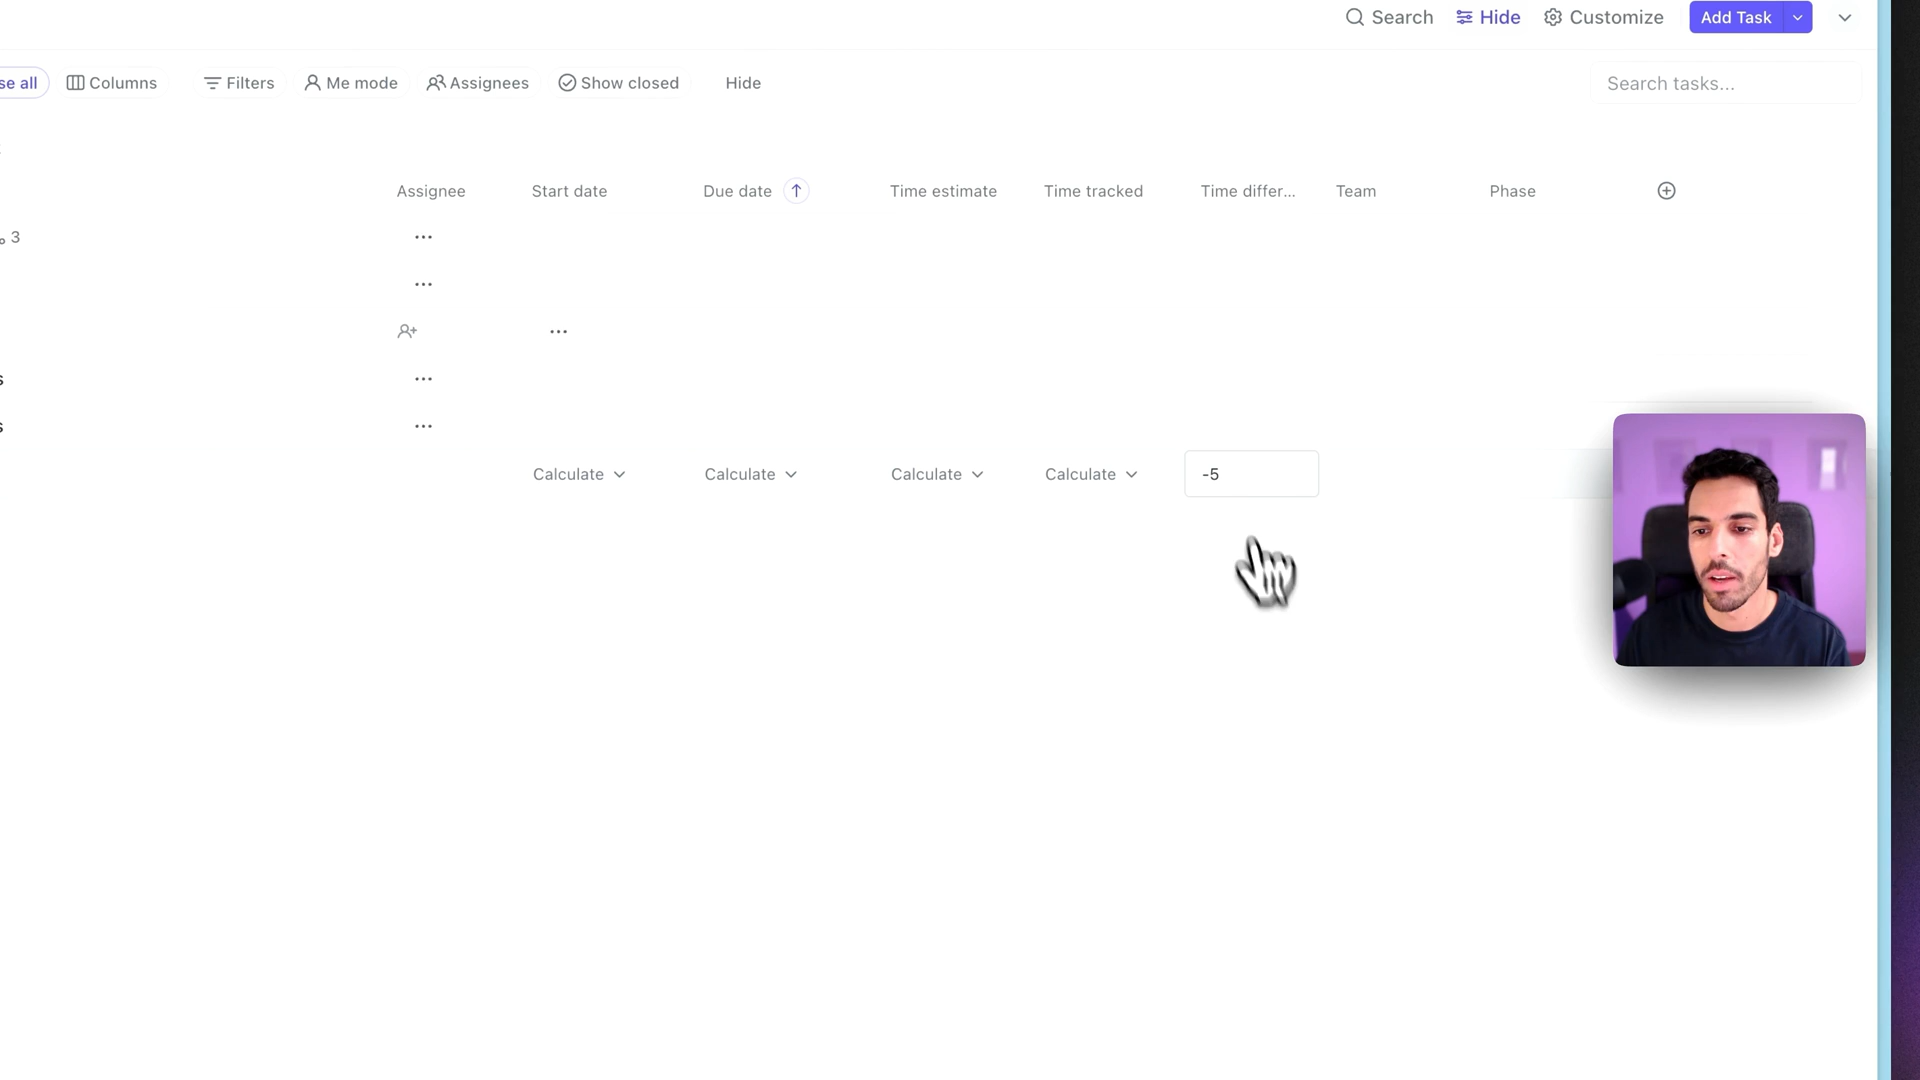 Search Hide Customize Add Task
se all Columns Filters Me mode Assignees Show closed Hide Search tasks...
Assignee Start date Due date Time estimate Time tracked Time differ... Team Phase
3
s
s
Calculate Calculate Calculate Calculate -5